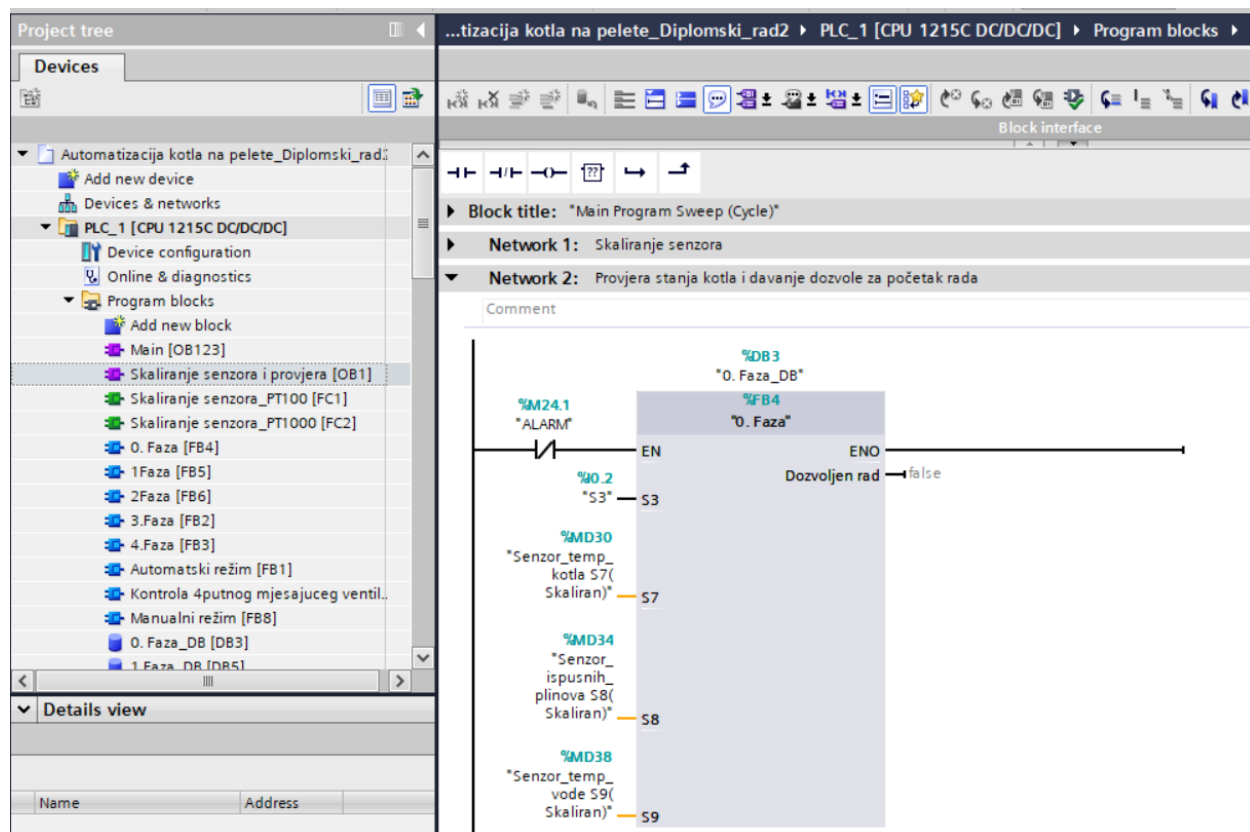 Project tree
Devices
Automatizacija kotla na pelete_Diplomski_rad2
Add new device
Devices & networks
PLC_1 [CPU 1215C DC/DC/DC]
Device configuration
Online & diagnostics
Program blocks
Add new block
Main [OB123]
Skaliranje senzora i provjera [OB1]
Skaliranje senzora_PT100 [FC1]
Skaliranje senzora_PT1000 [FC2]
0. Faza [FB4]
1Faza [FB5]
2Faza [FB6]
3.Faza [FB2]
4.Faza [FB3]
Automatski režim [FB1]
Kontrola 4putnog mjesajuceg ventil..
Manualni režim [FB8]
0. Faza_DB [DB3]
1.Faza_DB [DB5]
Details view
Name Address
...tizacija kotla na pelete_Diplomski_rad2 ▸ PLC_1 [CPU 1215C DC/DC/DC] ▸ Program blocks ▸
Block interface
??
Block title: "Main Program Sweep (Cycle)"
Network 1: Skaliranje senzora
Network 2: Provjera stanja kotla i davanje dozvole za početak rada
Comment
%DB3
"0. Faza_DB"
%FB4
"0. Faza"
%M24.1
"ALARM"
EN ENO
Dozvoljen rad false
%I0.2
"S3" S3
%MD30
"Senzor_temp_
kotla S7(
Skaliran)" S7
%MD34
"Senzor_
ispusnih_
plinova S8(
Skaliran)" S8
%MD38
"Senzor_temp_
vode S9(
Skaliran)" S9